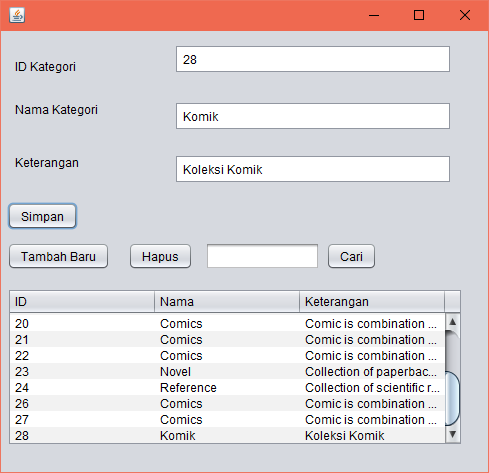 ID Kategori 28
Nama Kategori Komik
Keterangan Koleksi Komik
Simpan
Tambah Baru Hapus Cari
ID Nama Keterangan
20 Comics Comic is combination ...
21 Comics Comic is combination ...
22 Comics Comic is combination ...
23 Novel Collection of paperbac...
24 Reference Collection of scientific r...
26 Comics Comic is combination ...
27 Comics Comic is combination ...
28 Komik Koleksi Komik